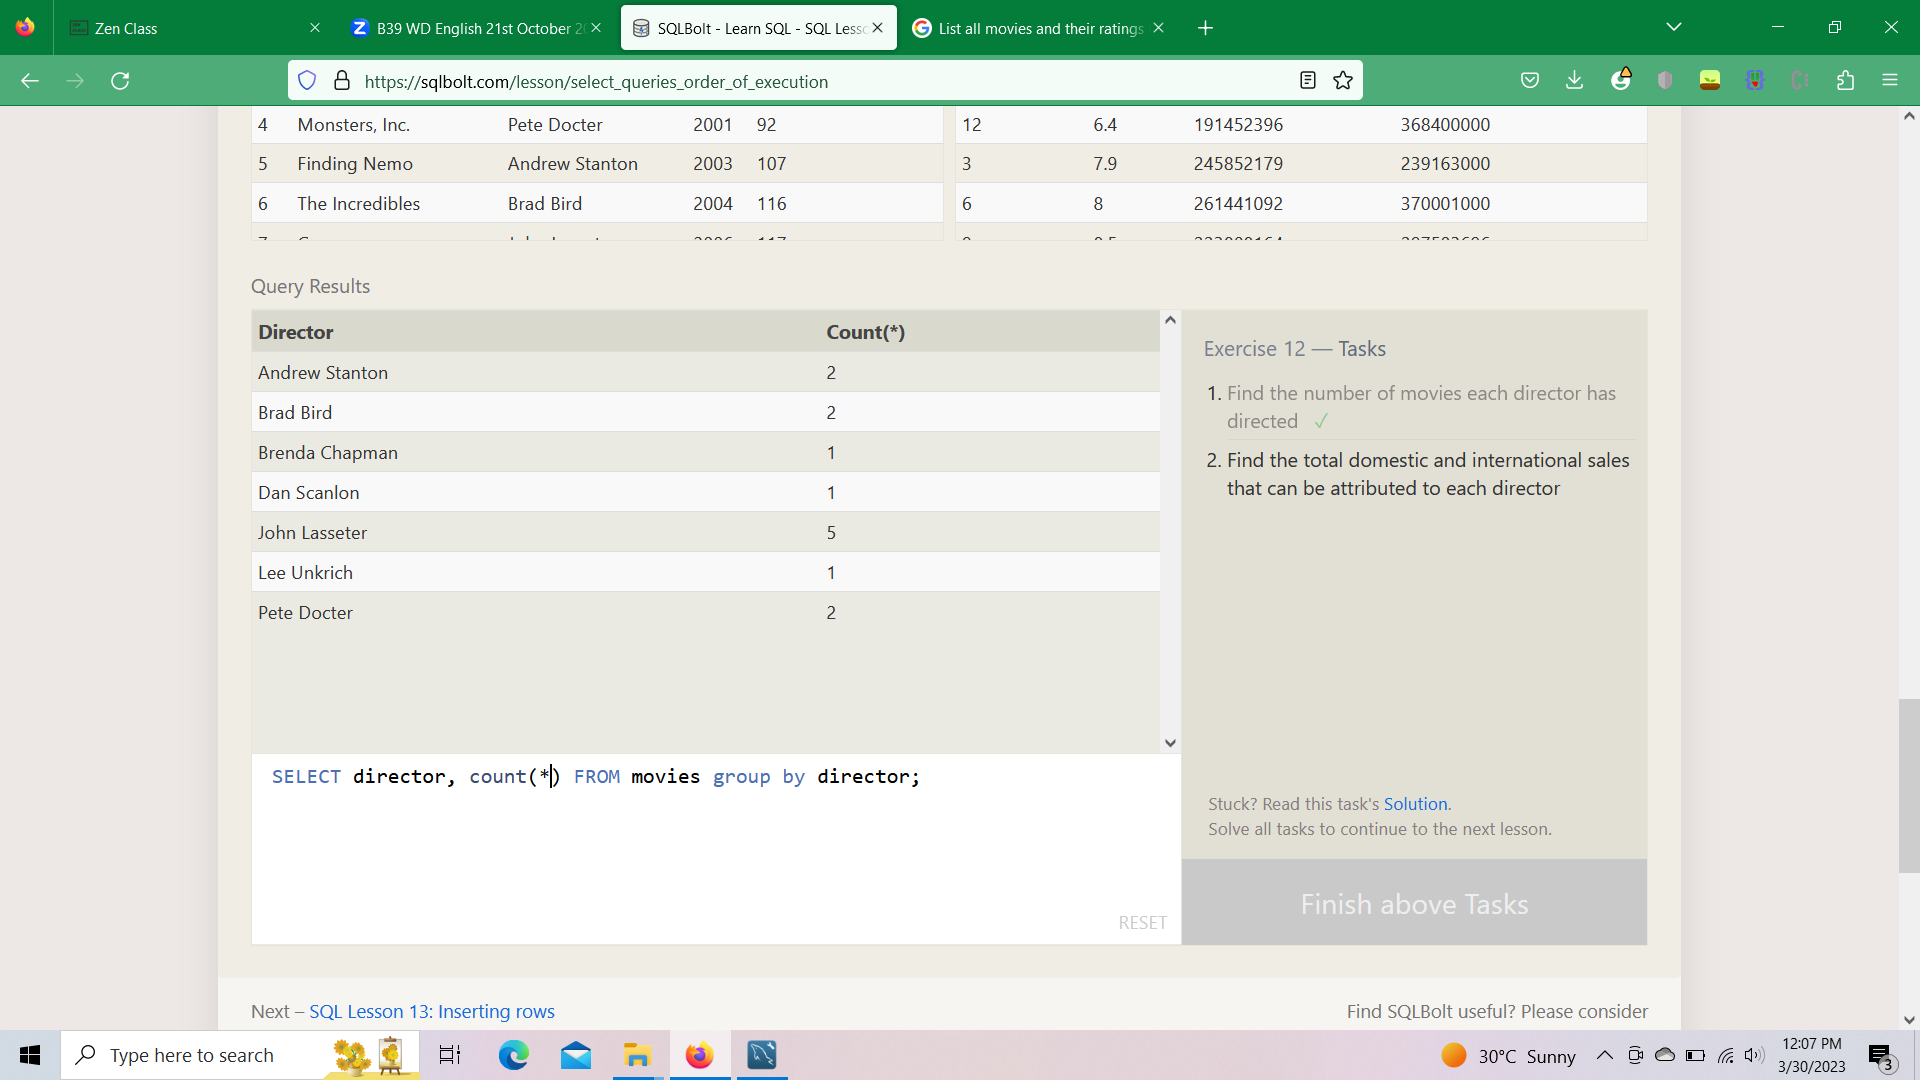 Zen Class
B39 WD English 21st October 2
SQLBolt - Learn SQL - SQL Less
List all movies and their ratings
https://sqlbolt.com/lesson/select_queries_order_of_execution
4 Monsters, Inc. Pete Docter 2001 92
12 6.4 191452396 368400000
5 Finding Nemo Andrew Stanton 2003 107
3 7.9 245852179 239163000
6 The Incredibles Brad Bird 2004 116
6 8 261441092 370001000
Query Results
Director Count(*)
Andrew Stanton 2
Brad Bird 2
Brenda Chapman 1
Dan Scanlon 1
John Lasseter 5
Lee Unkrich 1
Pete Docter 2
SELECT director, count(*) FROM movies group by director;
RESET
Exercise 12 — Tasks
1. Find the number of movies each director has
directed ✓
2. Find the total domestic and international sales
that can be attributed to each director
Stuck? Read this task's Solution.
Solve all tasks to continue to the next lesson.
Finish above Tasks
Next – SQL Lesson 13: Inserting rows
Find SQLBolt useful? Please consider
Type here to search
30°C Sunny
12:07 PM
3/30/2023
3